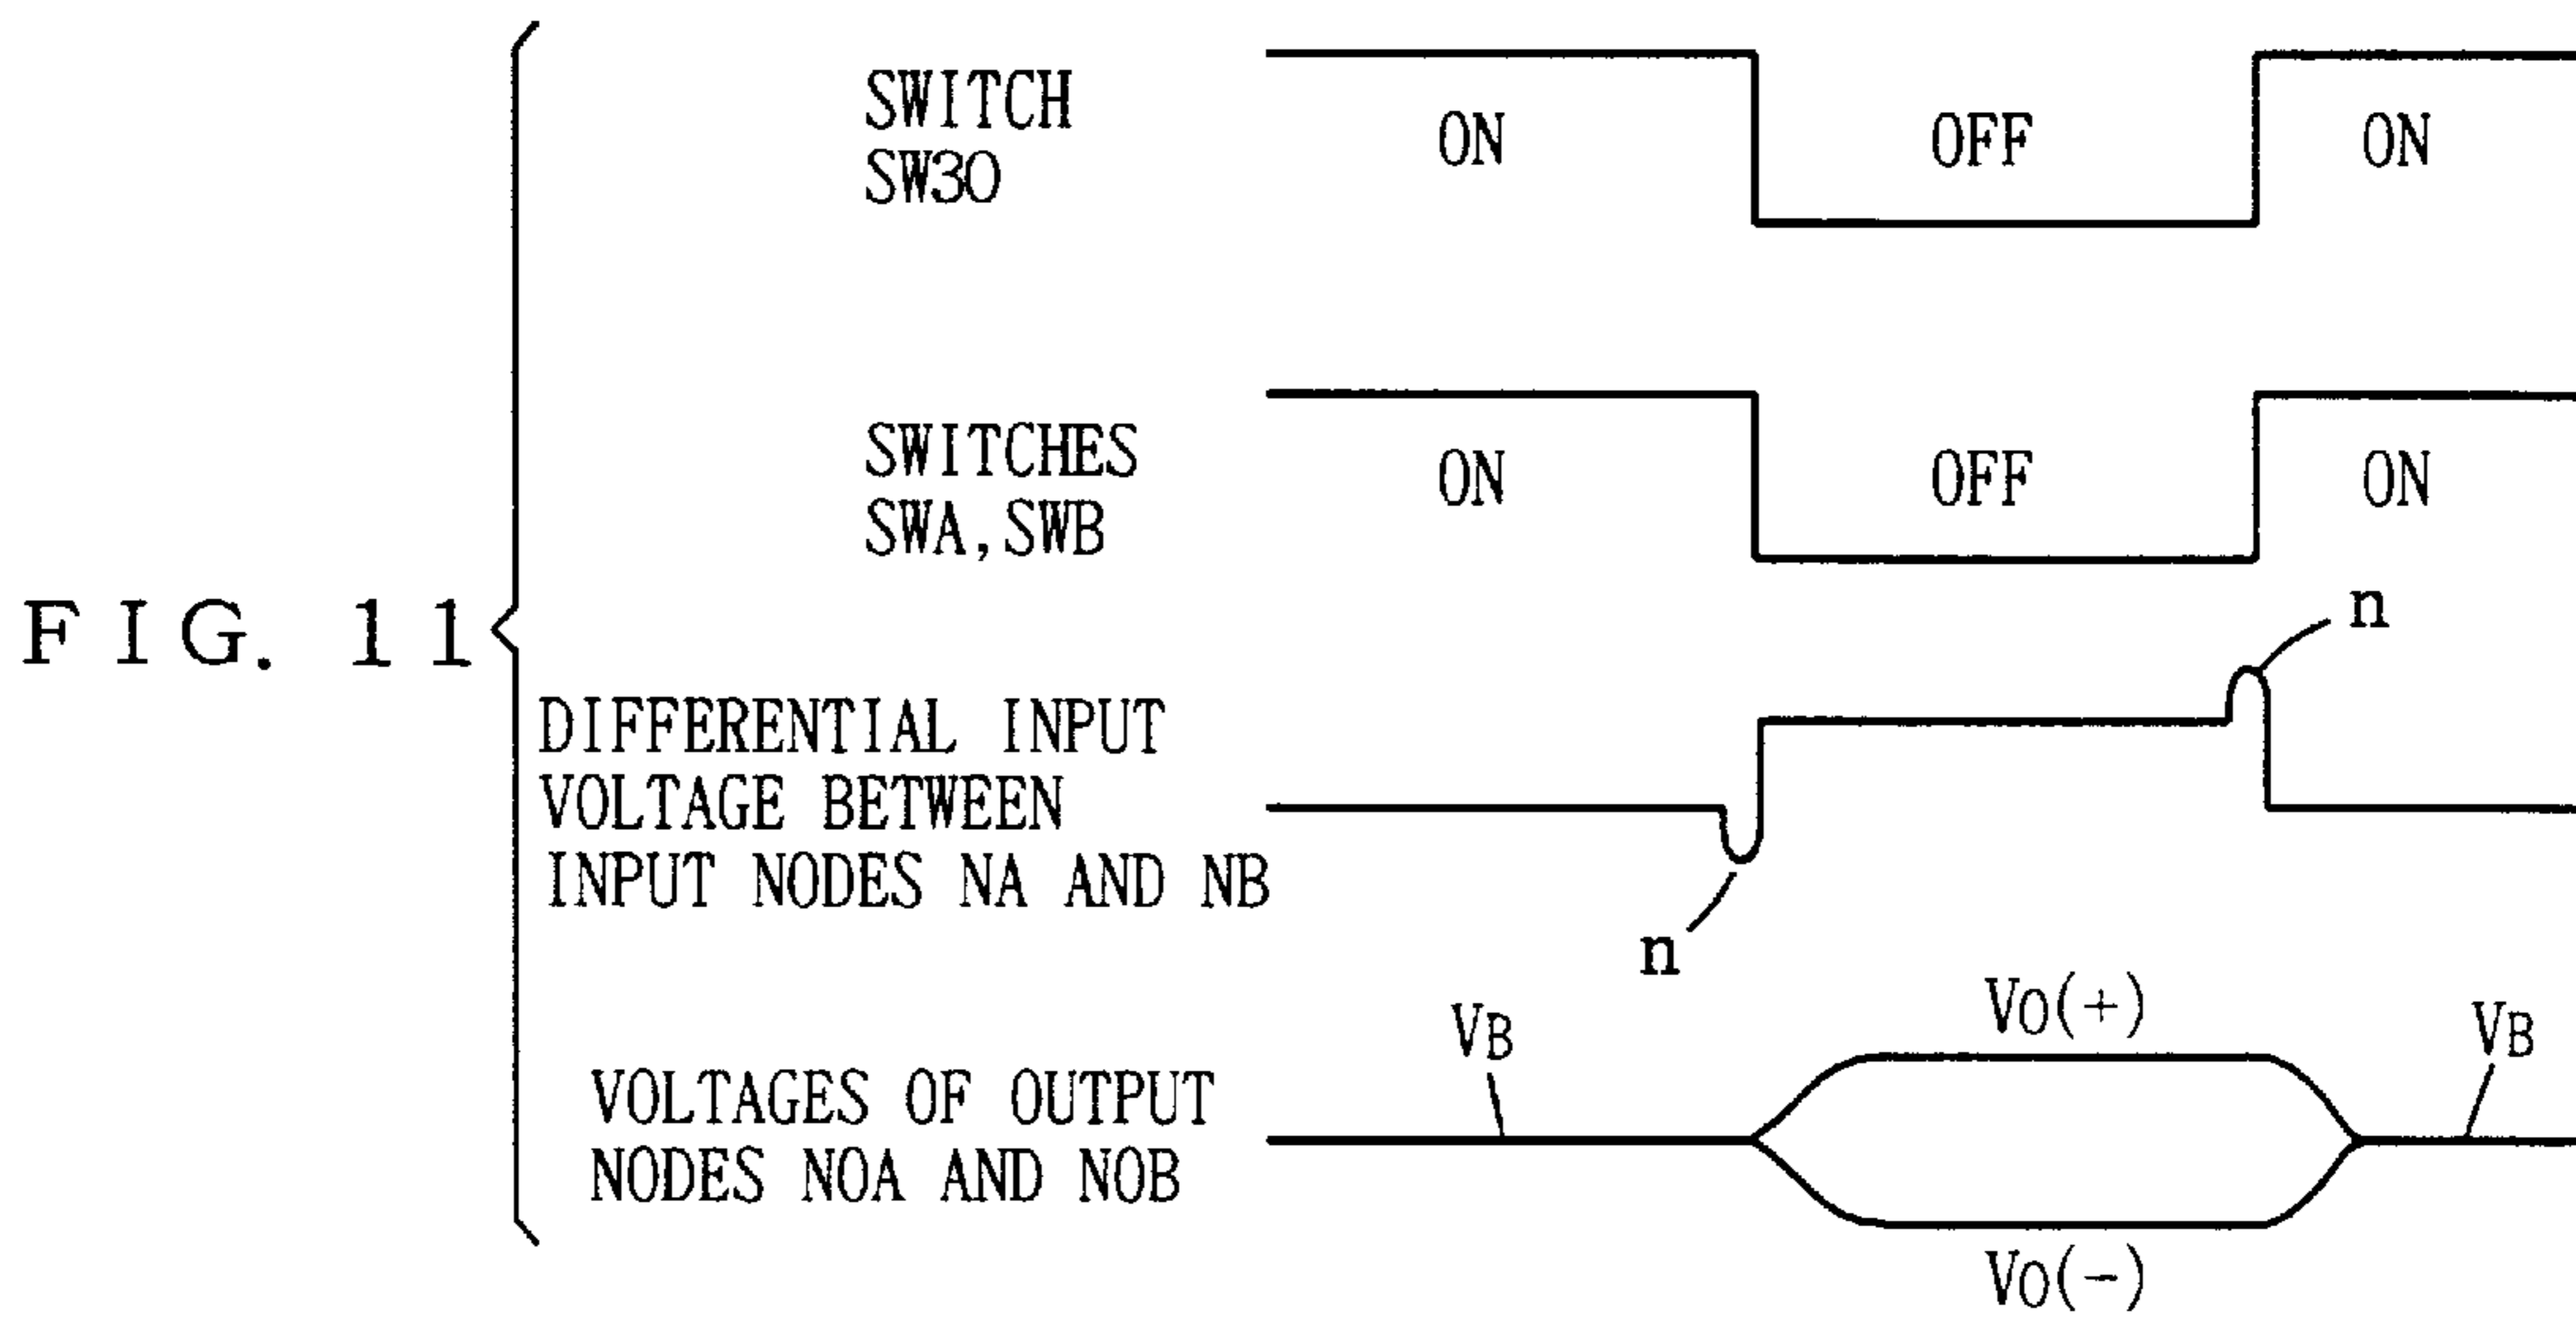 SWITCH
SW30
ON
OFF
ON
SWITCHES
SWA, SWB
ON
OFF
ON
FIG. 11
DIFFERENTIAL INPUT
VOLTAGE BETWEEN
INPUT NODES NA AND NB
n
n
VOLTAGES OF OUTPUT
NODES NOA AND NOB
VB
VO(+)
VB
VO(-)